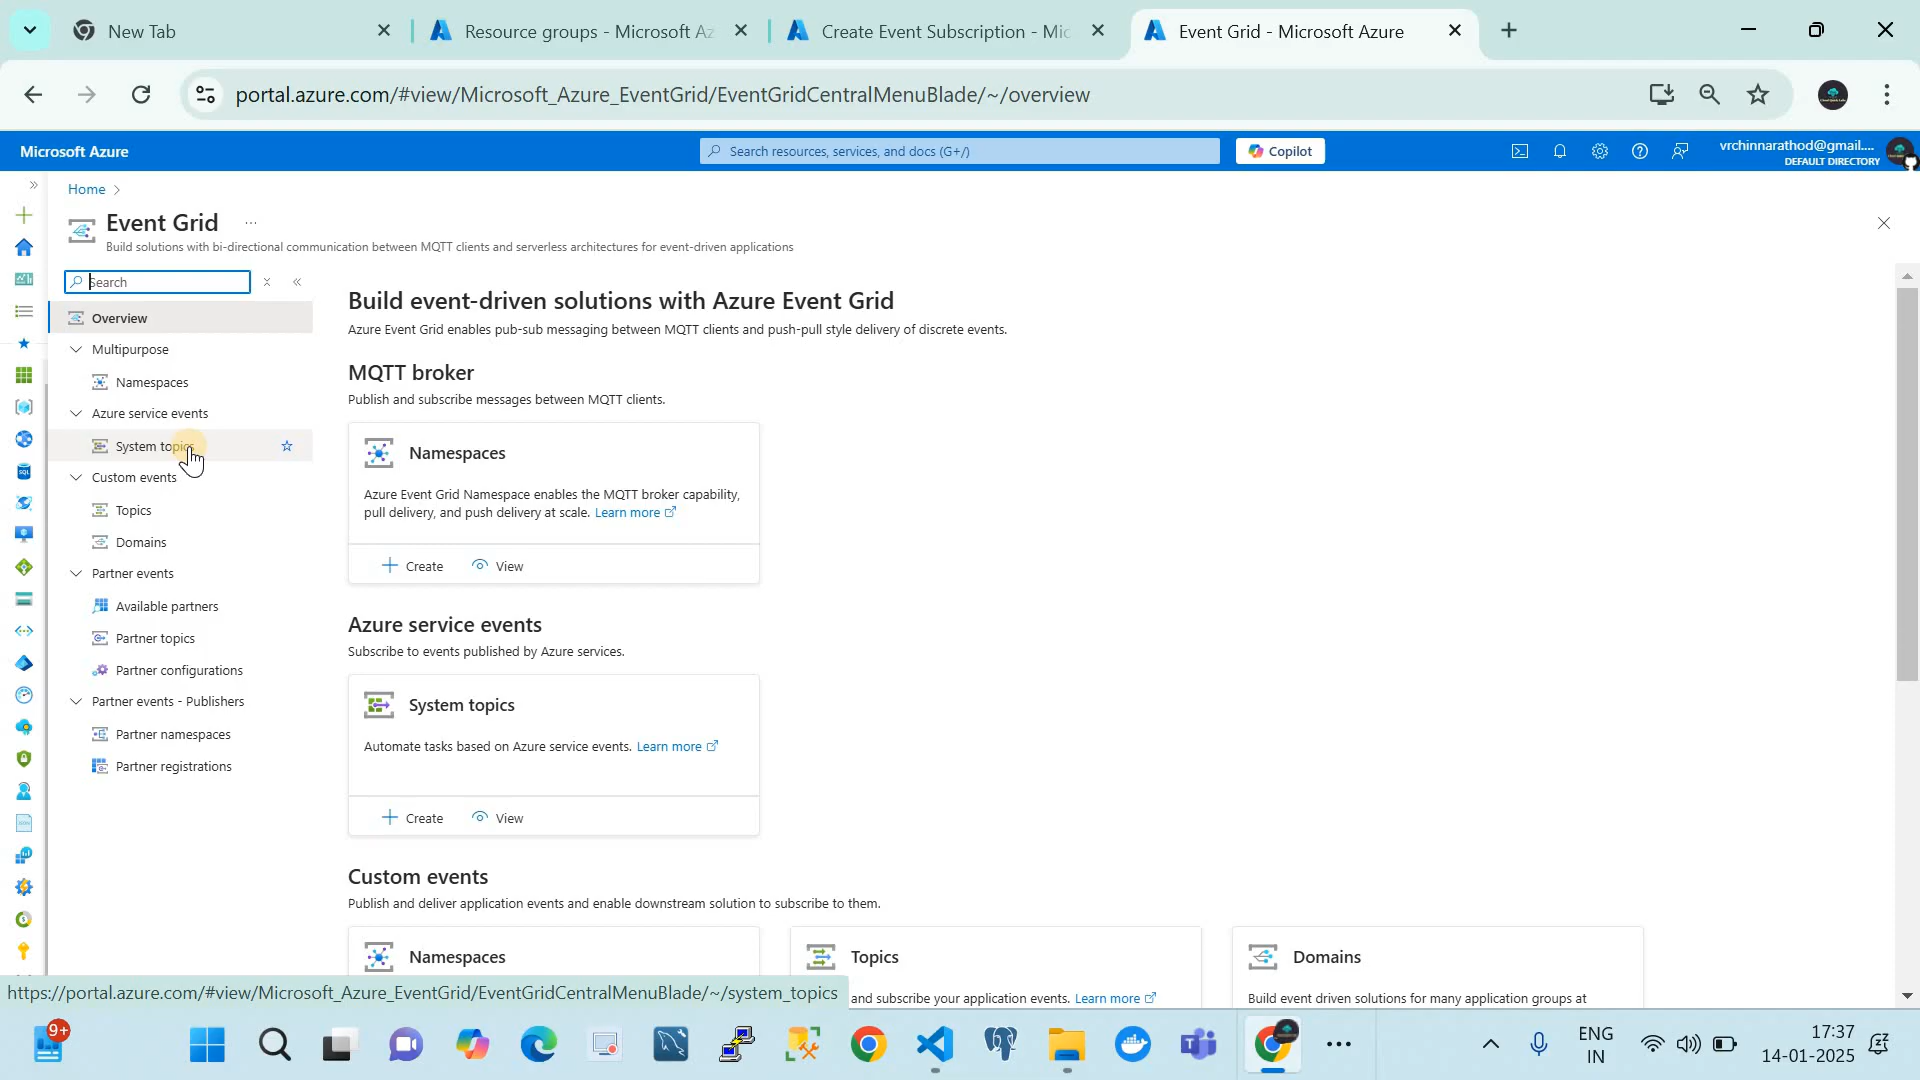 New Tab
Resource groups - Microsoft Az
Create Event Subscription - Mic
Event Grid - Microsoft Azure
portal.azure.com/#view/Microsoft_Azure_EventGrid/EventGridCentralMenuBlade/~/overview
Microsoft Azure
Search resources, services, and docs (G+/)
Copilot
vrchinnarathod@gmail....
DEFAULT DIRECTORY
Home
Event Grid
Build solutions with bi-directional communication between MQTT clients and serverless architectures for event-driven applications
Search
Overview
Multipurpose
Namespaces
Azure service events
System topics
Custom events
Topics
Domains
Partner events
Available partners
Partner topics
Partner configurations
Partner events - Publishers
Partner namespaces
Partner registrations
Build event-driven solutions with Azure Event Grid
Azure Event Grid enables pub-sub messaging between MQTT clients and push-pull style delivery of discrete events.
MQTT broker
Publish and subscribe messages between MQTT clients.
Namespaces
Azure Event Grid Namespace enables the MQTT broker capability,
pull delivery, and push delivery at scale. Learn more
Create View
Azure service events
Subscribe to events published by Azure services.
System topics
Automate tasks based on Azure service events. Learn more
Create View
Custom events
Publish and deliver application events and enable downstream solution to subscribe to them.
Namespaces
Topics
and subscribe your application events. Learn more
Domains
Build event driven solutions for many application groups at
https://portal.azure.com/#view/Microsoft_Azure_EventGrid/EventGridCentralMenuBlade/~/system_topics
9+
ENG
IN
17:37
14-01-2025